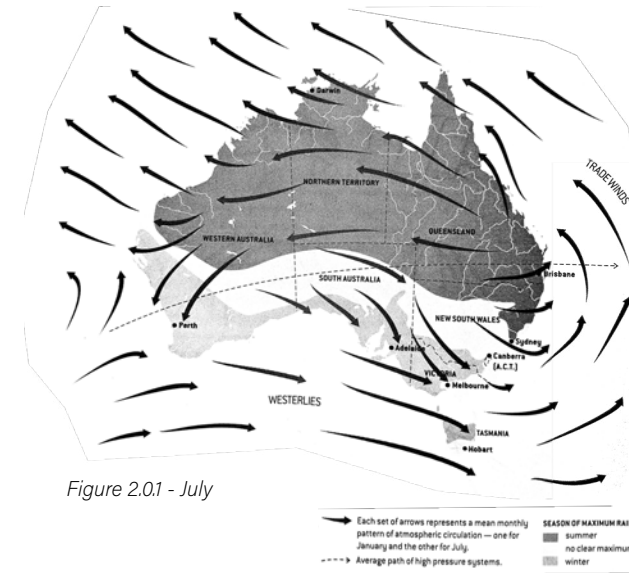 Darwin
TRADE WINDS
NORTHERN TERRITORY
QUEENSLAND
WESTERN AUSTRALIA
Brisbane
SOUTH AUSTRALIA
NEW SOUTH WALES
Perth
Sydney
Adelaide
Canberra
(A.C.T.)
VICTORIA
Melbourne
WESTERLIES
TASMANIA
Hobart
Figure 2.0.1 - July
Each set of arrows represents a mean monthly
pattern of atmospheric circulation — one for
January and the other for July.
Average path of high pressure systems.
SEASON OF MAXIMUM RAI
summer
no clear maximum
winter